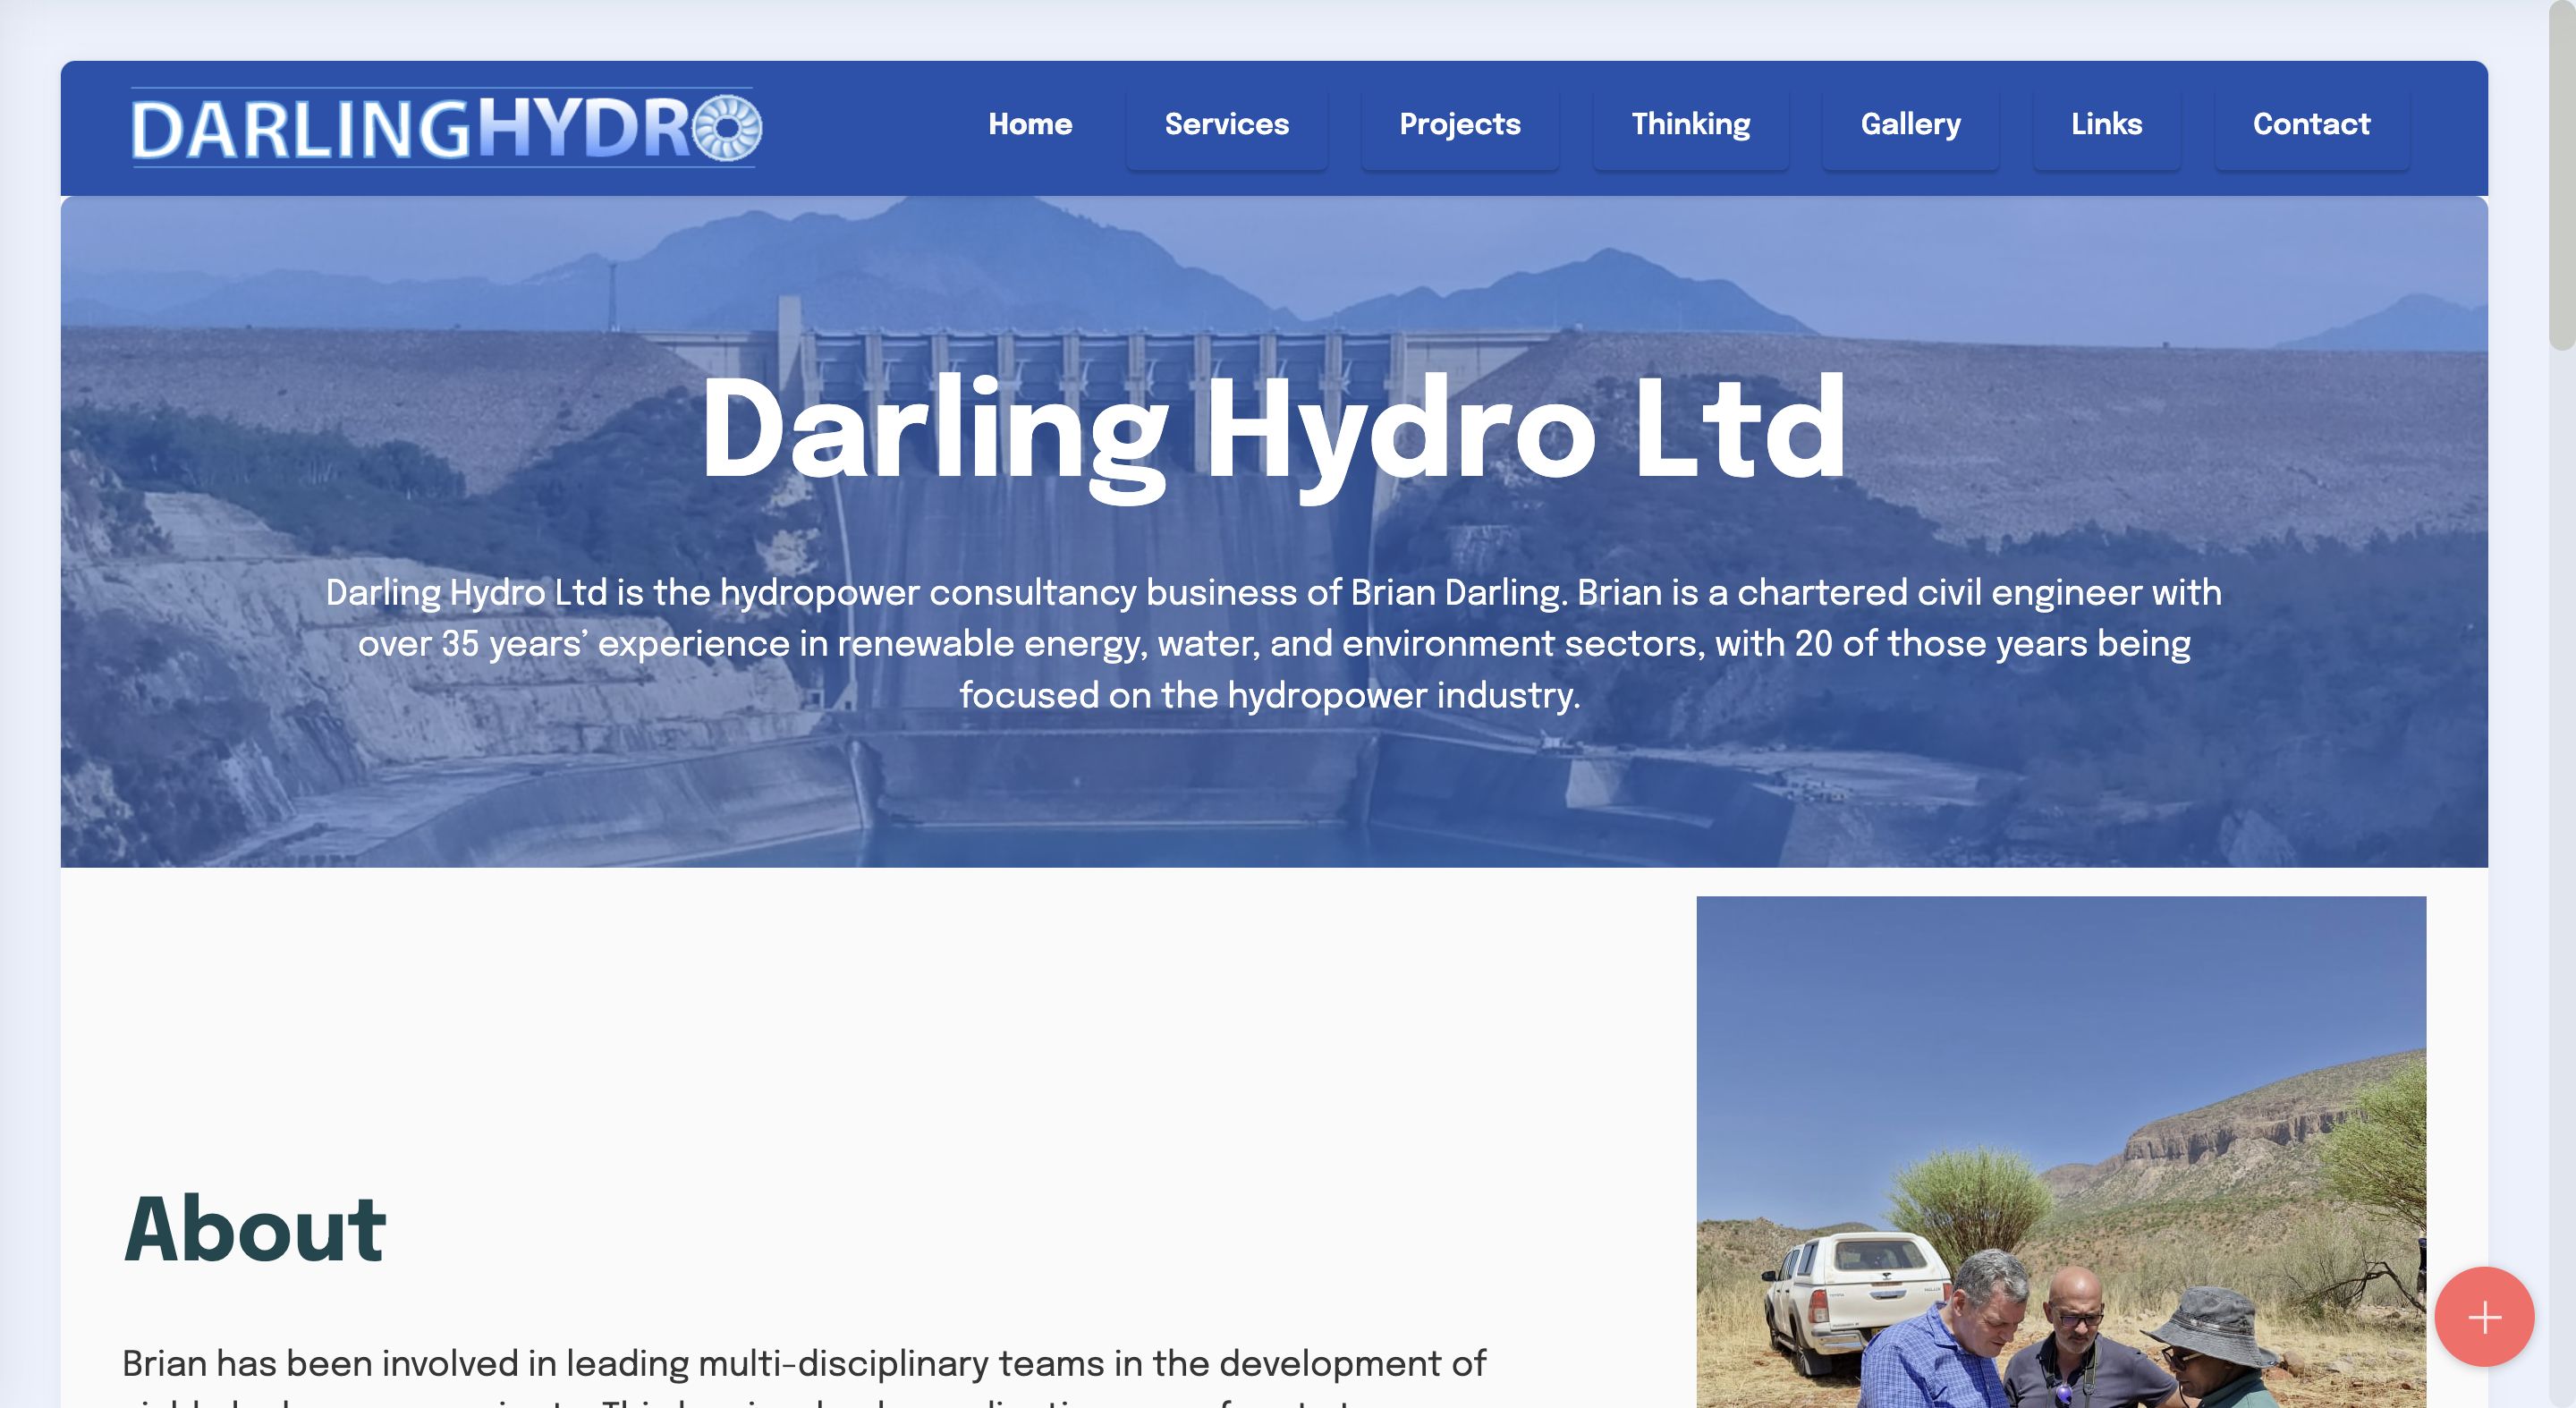 DARLINGHYDRO
Home Services Projects Thinking Gallery Links Contact
Darling Hydro Ltd
Darling Hydro Ltd is the hydropower consultancy business of Brian Darling. Brian is a chartered civil engineer with
over 35 years’ experience in renewable energy, water, and environment sectors, with 20 of those years being
focused on the hydropower industry.
About
Brian has been involved in leading multi-disciplinary teams in the development of